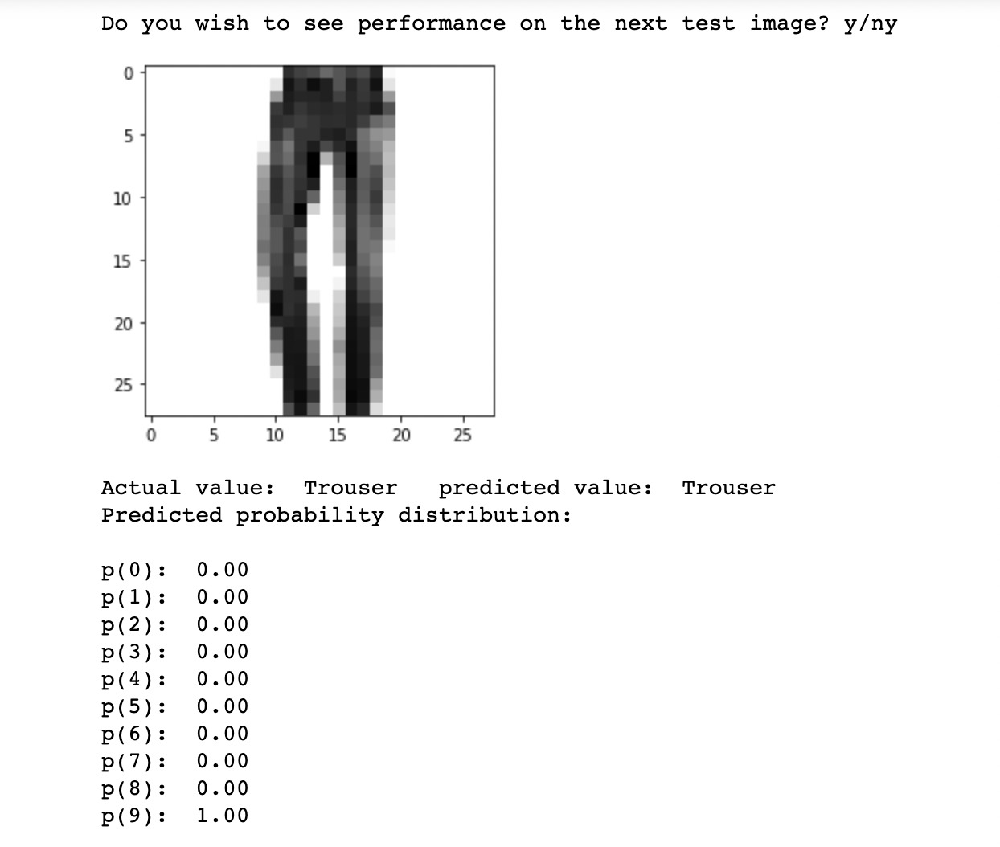 Do you wish to see performance on the next test image? y/ny
0
5
10
15
20
25
0 5 10 15 20 25
Actual value: Trouser predicted value: Trouser
Predicted probability distribution:
p(0): 0.00
p(1): 0.00
p(2): 0.00
p(3): 0.00
p(4): 0.00
p(5): 0.00
p(6): 0.00
p(7): 0.00
p(8): 0.00
p(9): 1.00